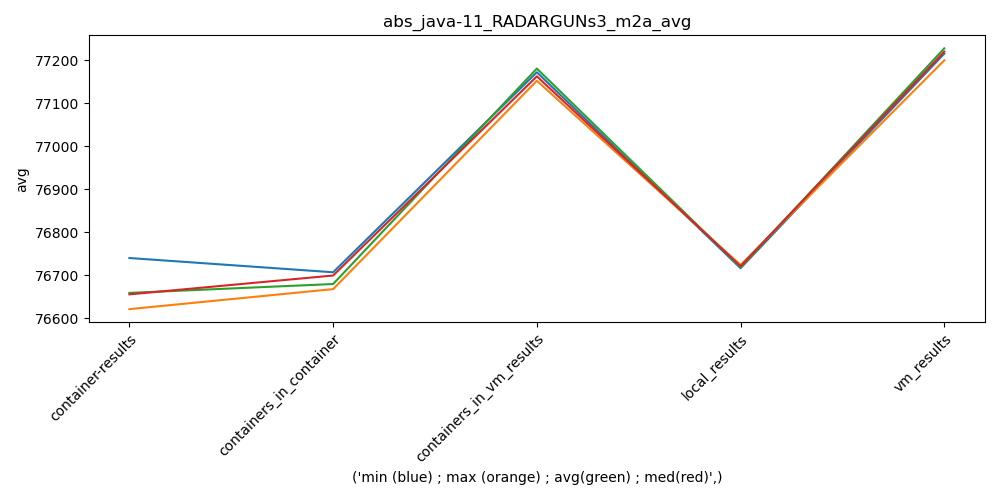 abs_java-11_RADARGUNs3_m2a_avg
77200
77100
77000
76900
76800
76700
76600
avg
container-results
containers_in_container
containers_in_vm_results
local_results
vm_results
('min (blue) ; max (orange) ; avg(green) ; med(red)',)